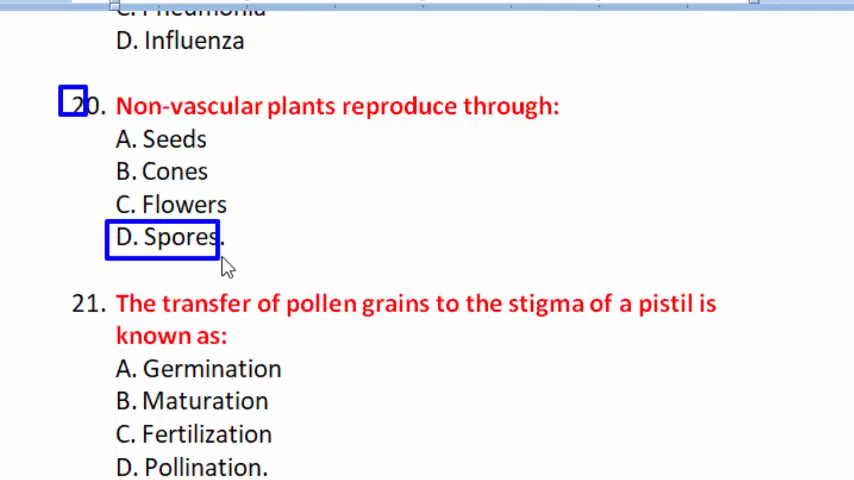 C. Pneumonia
D. Influenza
20. Non-vascular plants reproduce through:
A. Seeds
B. Cones
C. Flowers
D. Spores.
21. The transfer of pollen grains to the stigma of a pistil is
known as:
A. Germination
B. Maturation
C. Fertilization
D. Pollination.